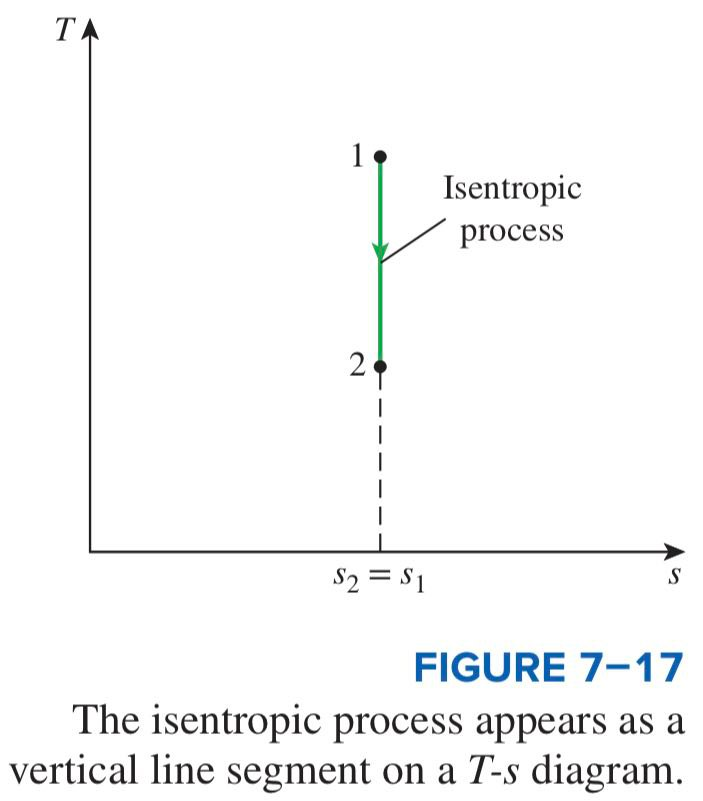 T
1
Isentropic
process
2
s₂ = s₁
s
FIGURE 7–17
The isentropic process appears as a
vertical line segment on a T-s diagram.